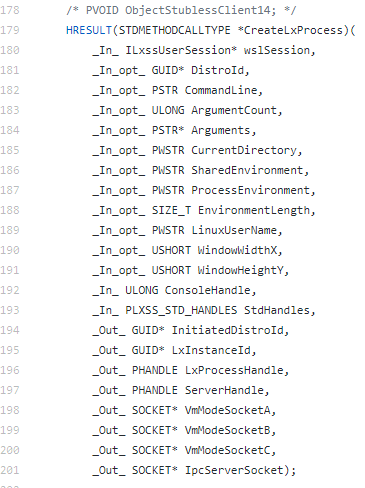 178 /* PVOID ObjectStublessClient14; */
179 HRESULT(STDMETHODCALLTYPE *CreateLxProcess)(
180 _In_ ILxssUserSession* wslSession,
181 _In_opt_ GUID* DistroId,
182 _In_opt_ PSTR CommandLine,
183 _In_opt_ ULONG ArgumentCount,
184 _In_opt_ PSTR* Arguments,
185 _In_opt_ PWSTR CurrentDirectory,
186 _In_opt_ PWSTR SharedEnvironment,
187 _In_opt_ PWSTR ProcessEnvironment,
188 _In_opt_ SIZE_T EnvironmentLength,
189 _In_opt_ PWSTR LinuxUserName,
190 _In_opt_ USHORT WindowWidthX,
191 _In_opt_ USHORT WindowHeightY,
192 _In_ ULONG ConsoleHandle,
193 _In_ PLXSS_STD_HANDLES StdHandles,
194 _Out_ GUID* InitiatedDistroId,
195 _Out_ GUID* LxInstanceId,
196 _Out_ PHANDLE LxProcessHandle,
197 _Out_ PHANDLE ServerHandle,
198 _Out_ SOCKET* VmModeSocketA,
199 _Out_ SOCKET* VmModeSocketB,
200 _Out_ SOCKET* VmModeSocketC,
201 _Out_ SOCKET* IpcServerSocket);